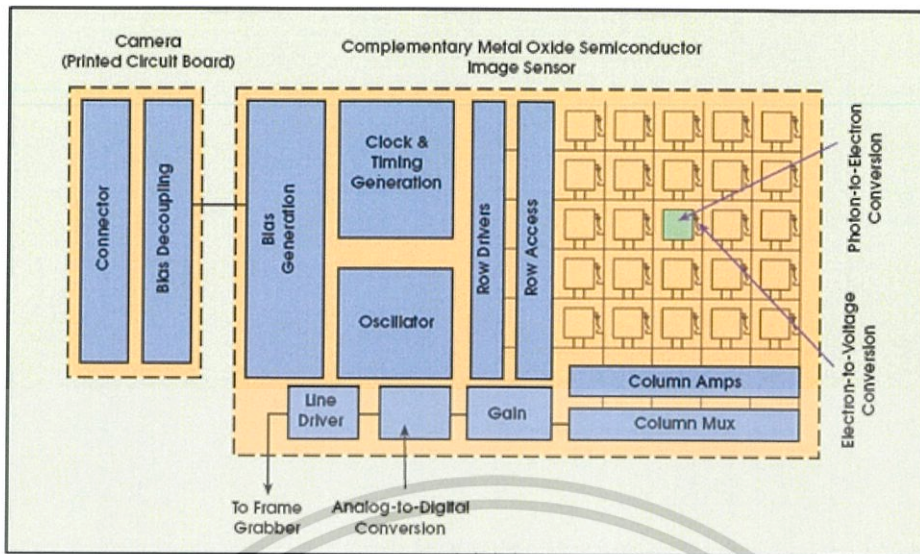 Camera
(Printed Circuit Board)
Complementary Metal Oxide Semiconductor
Image Sensor
Connector
Bias Decoupling
Bias
Generation
Clock &
Timing
Generation
Oscillator
Row Drivers
Row Access
Photon-to-Electron
Conversion
Electron-to-Voltage
Conversion
Column Amps
Line
Driver
Gain
Column Mux
To Frame
Grabber
Analog-to-Digital
Conversion